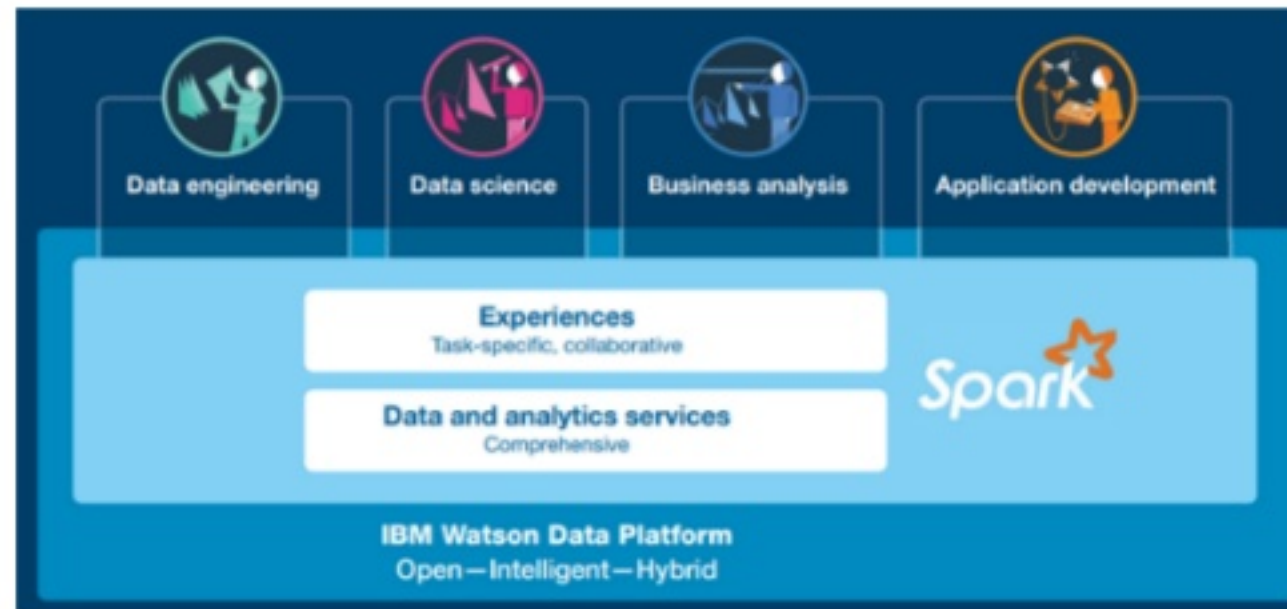 Data engineering
Data science
Business analysis
Application development
Experiences
Task-specific, collaborative
Spark
Data and analytics services
Comprehensive
IBM Watson Data Platform
Open—Intelligent—Hybrid